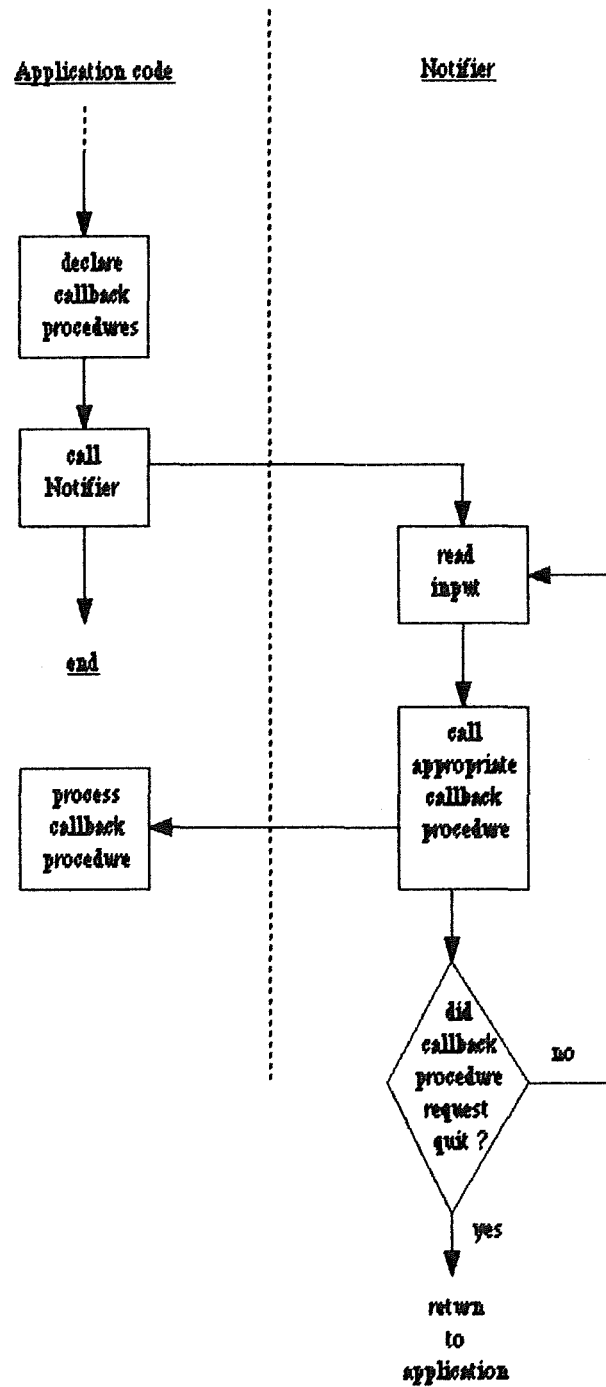 Application code
Notifier
declare
callback
procedures
call
Notifier
read
input
end
call
appropriate
callback
procedure
process
callback
procedure
did
callback
procedure
request
quit ?
no
yes
return
to
application